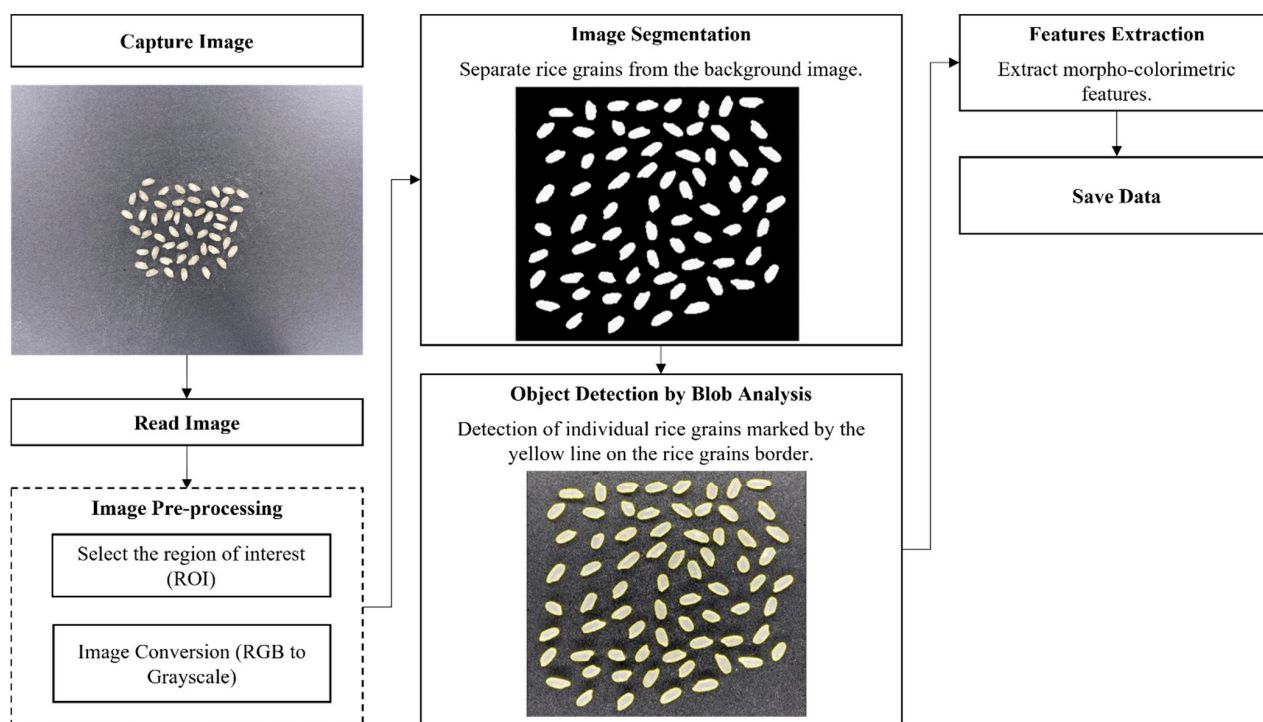 Capture Image
Read Image
Image Pre-processing
Select the region of interest
(ROI)
Image Conversion (RGB to
Grayscale)
Image Segmentation
Separate rice grains from the background image.
Object Detection by Blob Analysis
Detection of individual rice grains marked by the
yellow line on the rice grains border.
Features Extraction
Extract morpho-colorimetric
features.
Save Data